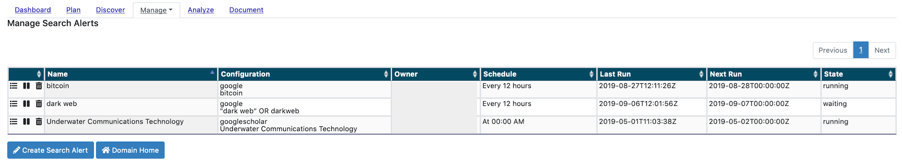 Dashboard Plan Discover Manage Analyze Document
Manage Search Alerts
Previous 1 Next
Name Configuration Owner Schedule Last Run Next Run State
bitcoin google Every 12 hours 2019-08-27T12:11:26Z 2019-08-28T00:00:00Z running
bitcoin
dark web google Every 12 hours 2019-09-06T12:01:56Z 2019-09-07T00:00:00Z waiting
"dark web" OR darkweb
Underwater Communications Technology googlescholar At 00:00 AM 2019-05-01T11:03:38Z 2019-05-02T00:00:00Z running
Underwater Communications Technology
Create Search Alert Domain Home